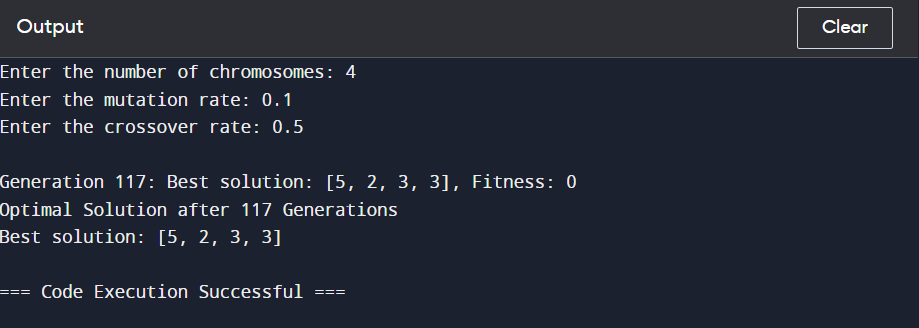 Output
Clear
Enter the number of chromosomes: 4
Enter the mutation rate: 0.1
Enter the crossover rate: 0.5
Generation 117: Best solution: [5, 2, 3, 3], Fitness: 0
Optimal Solution after 117 Generations
Best solution: [5, 2, 3, 3]
=== Code Execution Successful ===